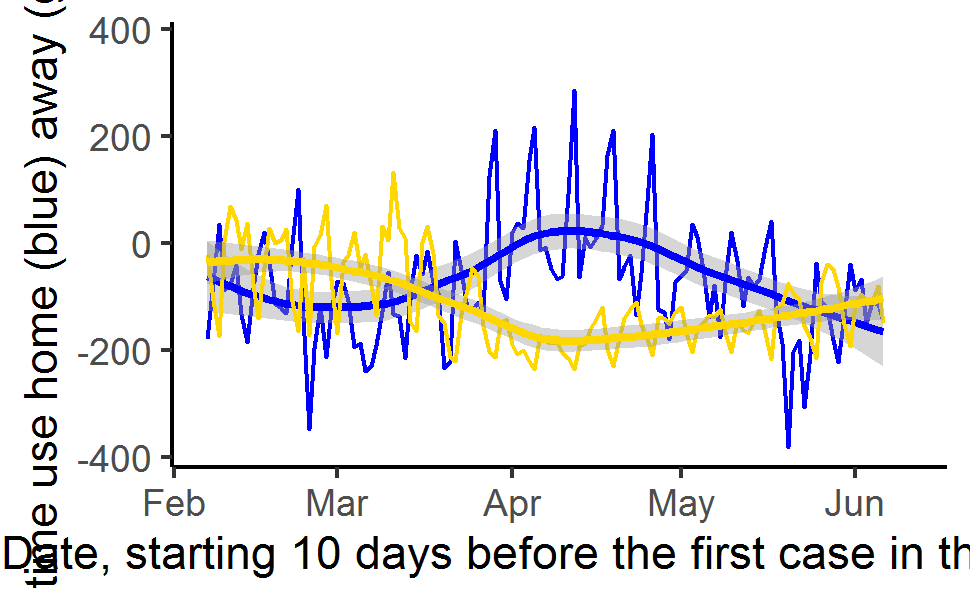 time use home (blue) away (g
400
200
0
-200
-400
Feb Mar Apr May Jun
Date, starting 10 days before the first case in th